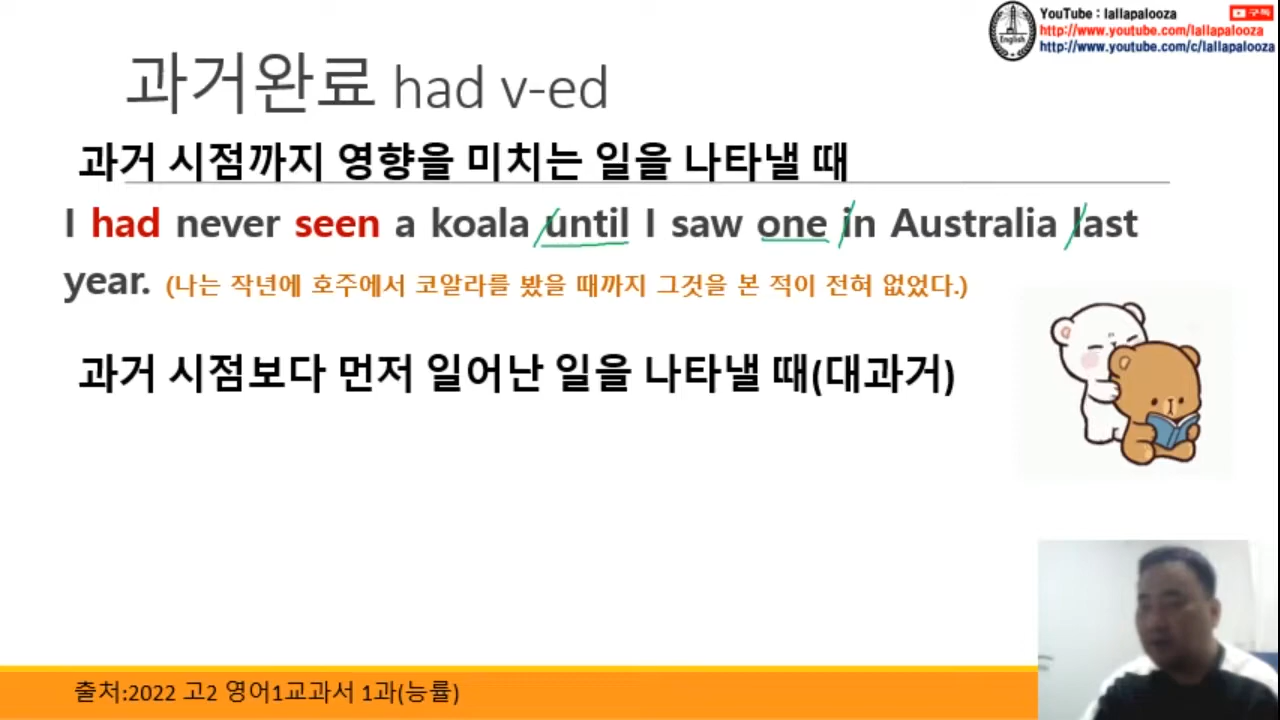 YouTube : lallapalooza
구독
http://www.youtube.com/lallapalooza
http://www.youtube.com/c/lallapalooza
English
과거완료 had v-ed
과거 시점까지 영향을 미치는 일을 나타낼 때
I had never seen a koala until I saw one in Australia last
year. (나는 작년에 호주에서 코알라를 봤을 때까지 그것을 본 적이 전혀 없었다.)
과거 시점보다 먼저 일어난 일을 나타낼 때(대과거)
출처:2022 고2 영어1교과서 1과(능률)